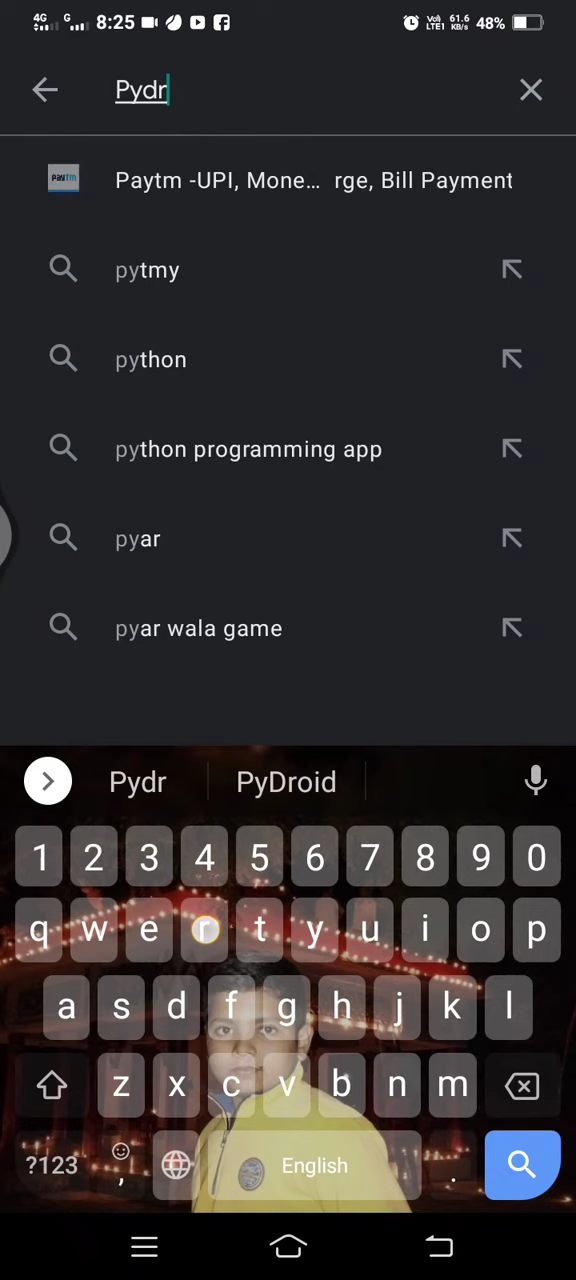 4G G 8:25 Vo) LTE1 61.6 KB/s 48%
Pydr
paytm Paytm -UPI, Mone… rge, Bill Payment
pytmy
python
python programming app
pyar
pyar wala game
Pydr PyDroid
1 2 3 4 5 6 7 8 9 0
q w e r t y u i o p
a s d f g h j k l
z x c v b n m
?123 , English .